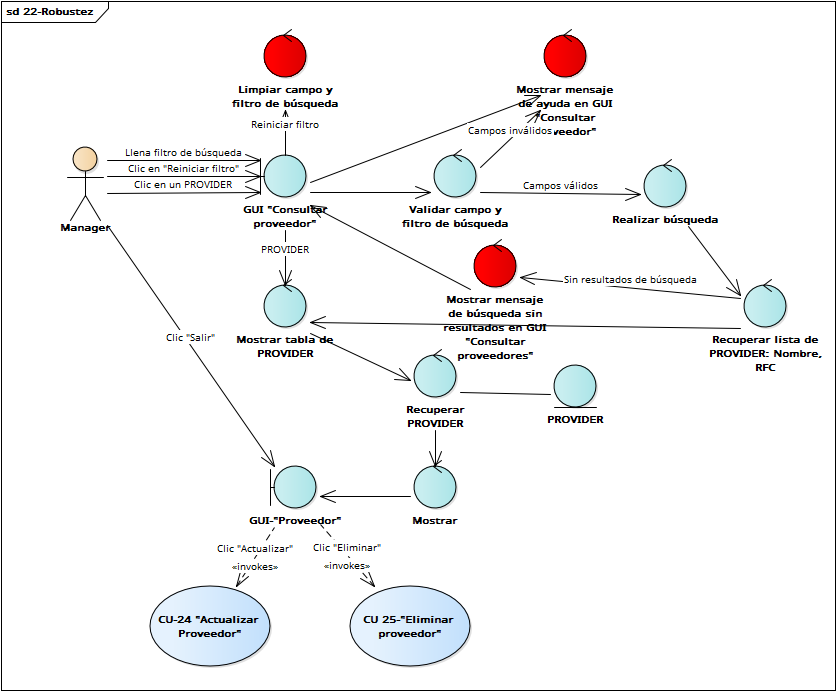 sd 22-Robustez
Limpiar campo y
filtro de búsqueda
Mostrar mensaje
de ayuda en GUI
"Consultar
veedor"
Reiniciar filtro
Campos inválidos
Llena filtro de búsqueda
Clic en "Reiniciar filtro"
Clic en un PROVIDER
Manager
GUI "Consultar
proveedor"
Validar campo y
filtro de búsqueda
Campos válidos
Realizar búsqueda
PROVIDER
Sin resultados de búsqueda
Mostrar mensaje
de búsqueda sin
resultados en GUI
"Consultar
proveedores"
Mostrar tabla de
PROVIDER
Recuperar lista de
PROVIDER: Nombre,
RFC
Clic "Salir"
Recuperar
PROVIDER
PROVIDER
GUI-"Proveedor"
Mostrar
Clic "Actualizar"
«invokes»
Clic "Eliminar"
«invokes»
CU-24 "Actualizar
Proveedor"
CU 25-"Eliminar
proveedor"